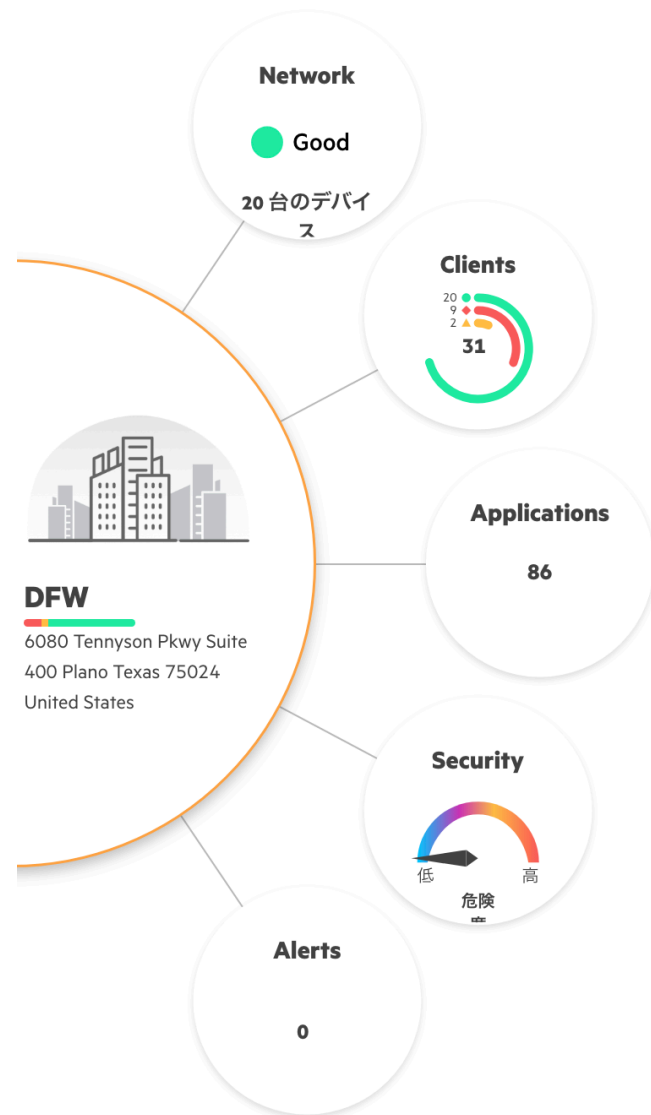 Network
Good
20 台のデバイ
ス
Clients
20
9
2
31
Applications
86
DFW
6080 Tennyson Pkwy Suite
400 Plano Texas 75024
United States
Security
低 高
危険
度
Alerts
0